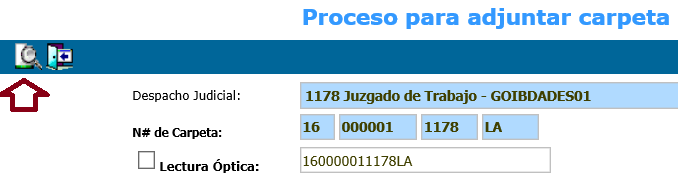 Proceso para adjuntar carpeta
Despacho Judicial: 1178 Juzgado de Trabajo - GOIBDADES01
N# de Carpeta: 16 000001 1178 LA
Lectura Óptica: 160000011178LA